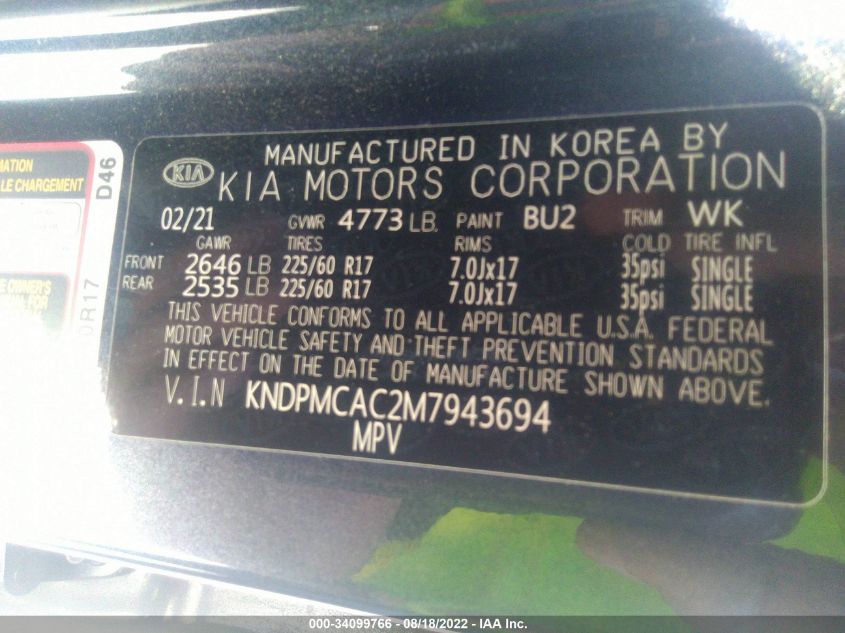 MANUFACTURED IN KOREA BY
KIA KIA MOTORS CORPORATION
02/21 GVWR 4773 LB. PAINT BU2 TRIM WK
GAWR TIRES RIMS COLD TIRE INFL
FRONT 2646 LB 225/60 R17 7.0Jx17 35psi SINGLE
REAR 2535 LB 225/60 R17 7.0Jx17 35psi SINGLE
THIS VEHICLE CONFORMS TO ALL APPLICABLE U.S.A. FEDERAL
MOTOR VEHICLE SAFETY AND THEFT PREVENTION STANDARDS
IN EFFECT ON THE DATE OF MANUFACTURE SHOWN ABOVE.
V.I.N KNDPMCAC2M7943694
MPV
CHARGEMENT
D46
OWNER'S
FOR
0R17
000-34099766 - 08/18/2022 - IAA Inc.